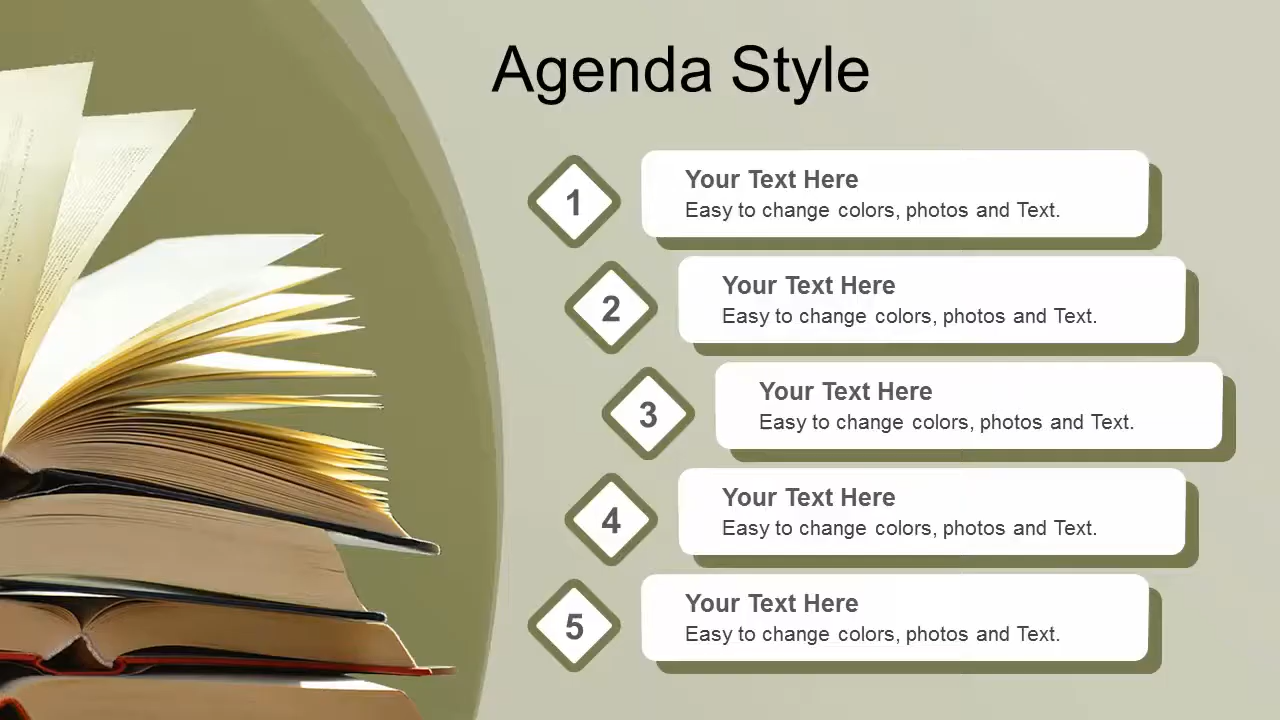 Agenda Style
1
Your Text Here
Easy to change colors, photos and Text.
2
Your Text Here
Easy to change colors, photos and Text.
3
Your Text Here
Easy to change colors, photos and Text.
4
Your Text Here
Easy to change colors, photos and Text.
5
Your Text Here
Easy to change colors, photos and Text.